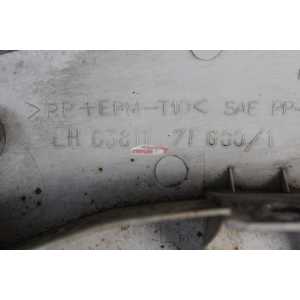 >PP+EPM-T10< SAF PP-
LH 63811 7F600/1